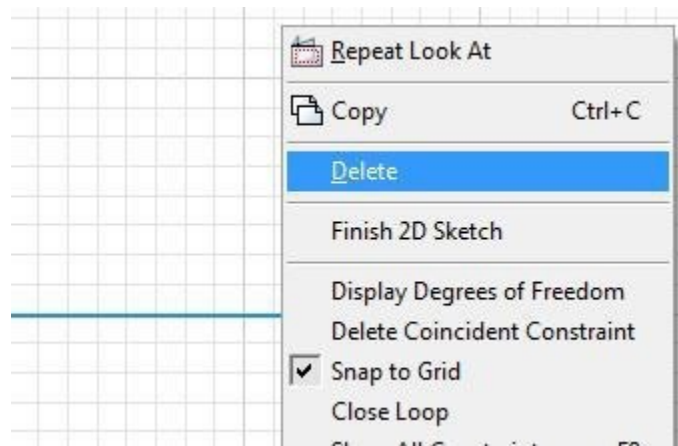 Repeat Look At
Copy Ctrl+C
Delete
Finish 2D Sketch
Display Degrees of Freedom
Delete Coincident Constraint
Snap to Grid
Close Loop